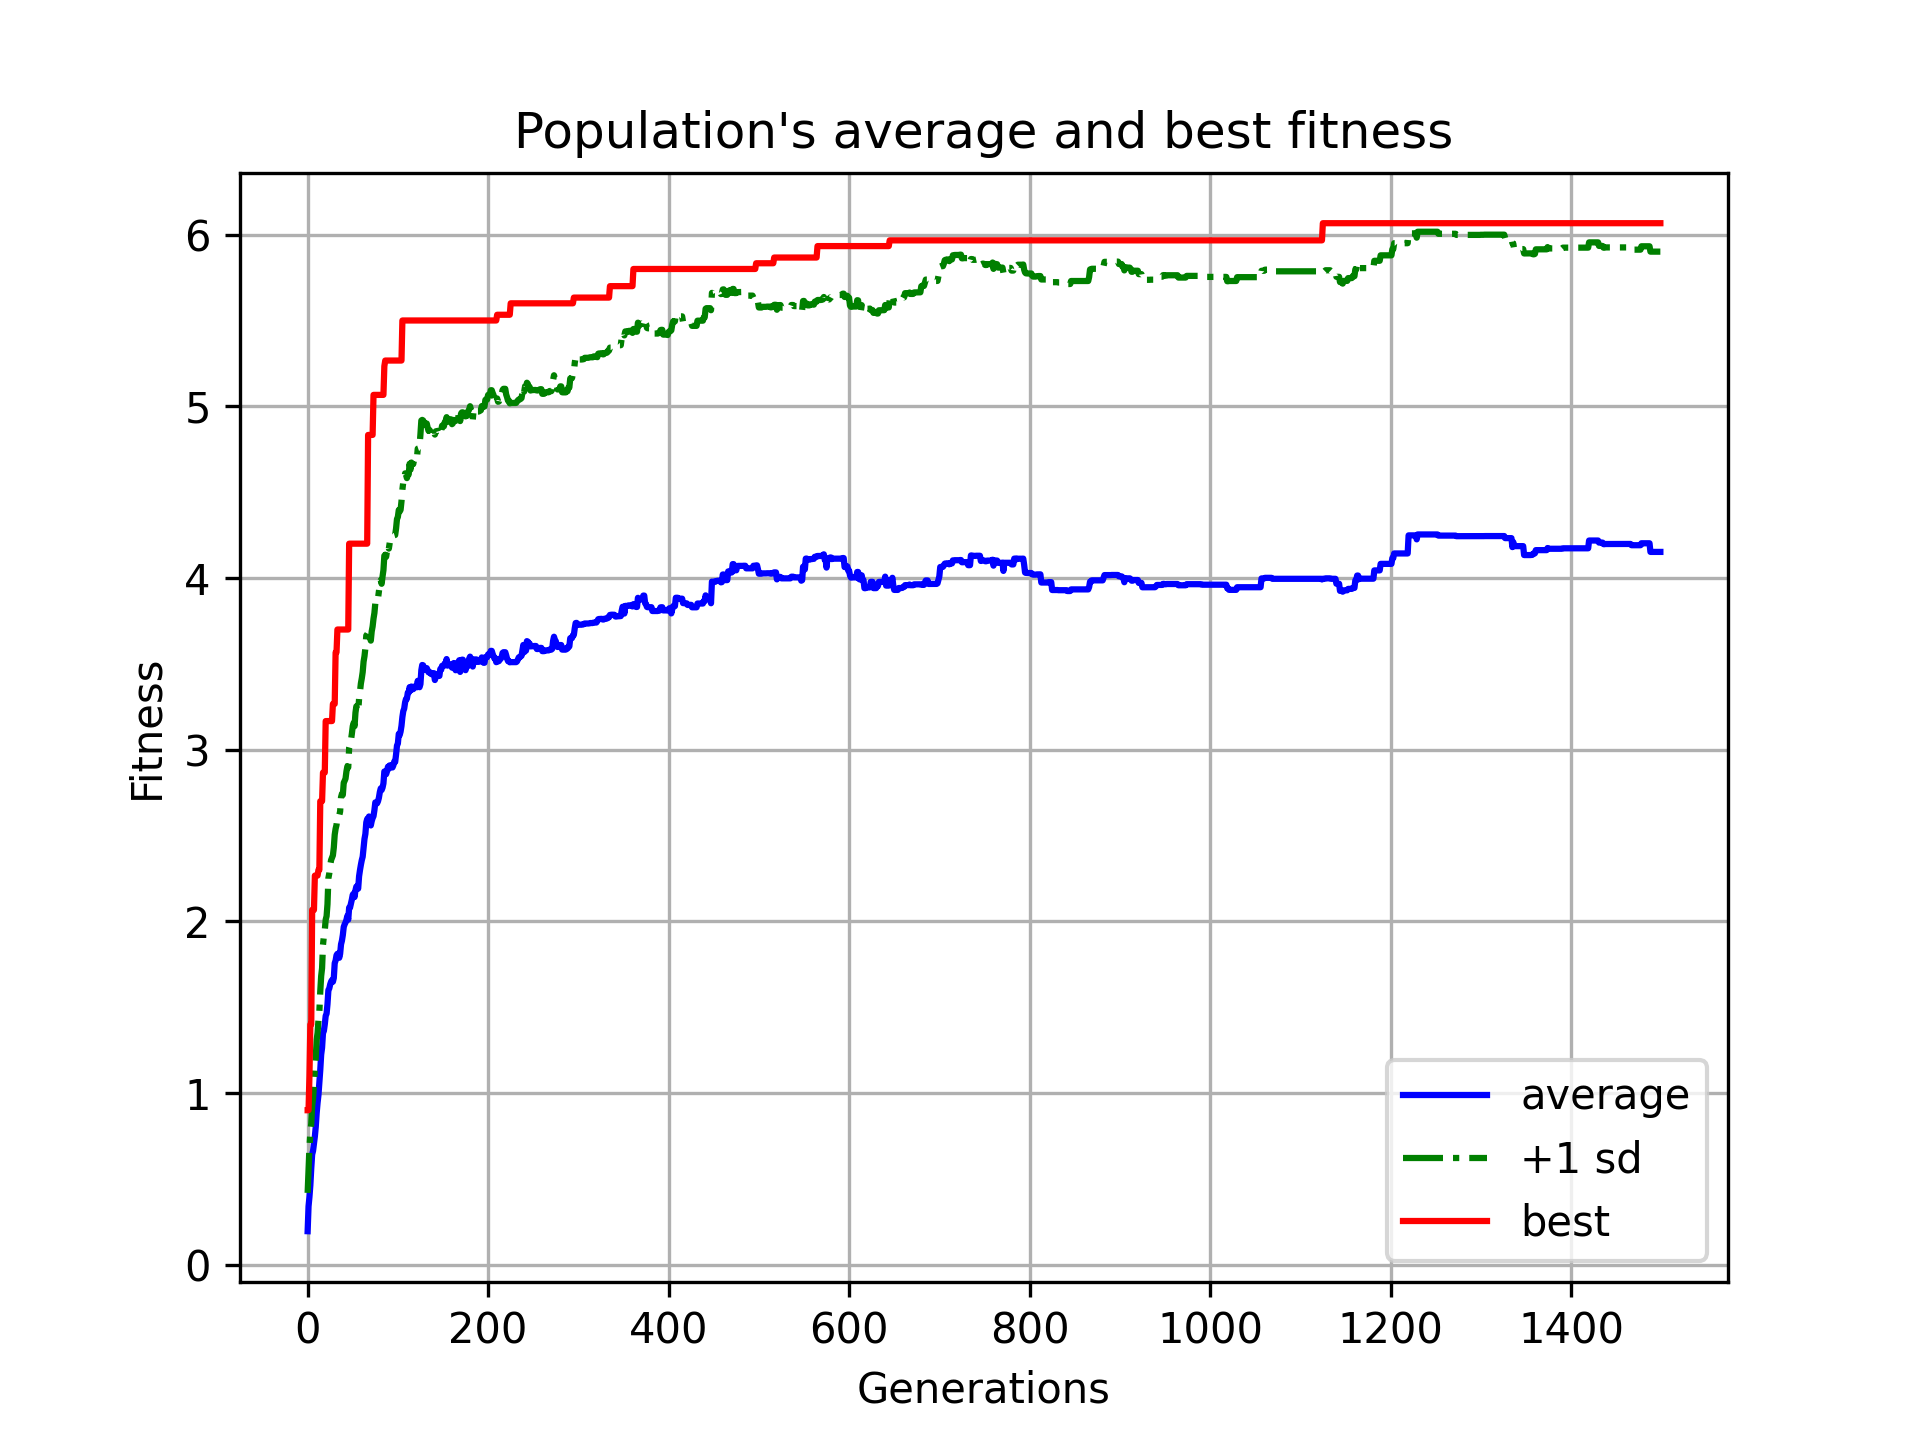 Population's average and best fitness
Fitness
6
5
4
3
2
1
0
average
+1 sd
best
0 200 400 600 800 1000 1200 1400
Generations